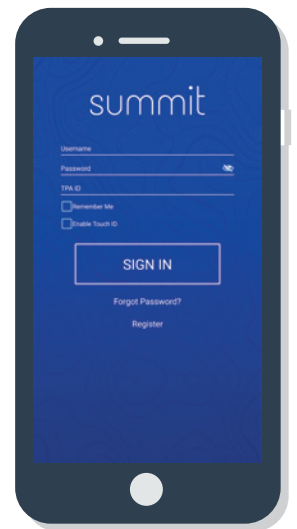 summit
Username
Password
TPA ID
Remember Me
Enable Touch ID
SIGN IN
Forgot Password?
Register